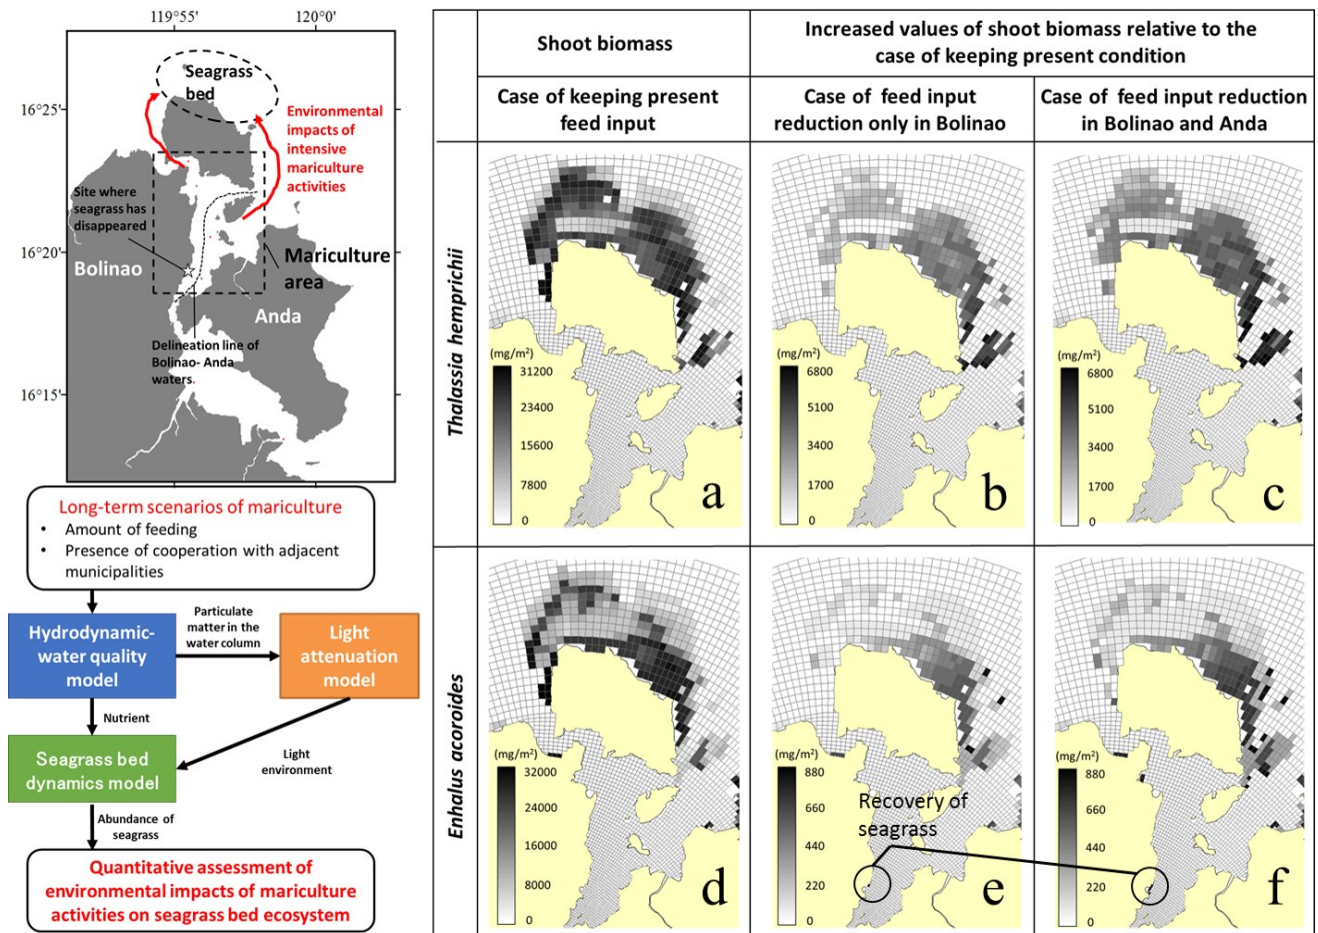 119°55'
120°0'
16°25'
16°20'
16°15'
Seagrass
bed
Environmental
impacts of
intensive
mariculture
activities
Site where
seagrass has
disappeared
Bolinao
Mariculture
area
Anda
Delineation line of
Bolinao- Anda
waters
Long-term scenarios of mariculture
• Amount of feeding
• Presence of cooperation with adjacent
municipalities
Hydrodynamic-
water quality
model
Particulate
matter in the
water column
Light
attenuation
model
Nutrient
Light
environment
Seagrass bed
dynamics model
Abundance of
seagrass
Quantitative assessment of
environmental impacts of mariculture
activities on seagrass bed ecosystem
Shoot biomass
Increased values of shoot biomass relative to the
case of keeping present condition
Case of keeping present
feed input
Case of feed input
reduction only in Bolinao
Case of feed input reduction
in Bolinao and Anda
Thalassia hemprichii
(mg/m²)
31200
23400
15600
7800
0
a
(mg/m²)
6800
5100
3400
1700
0
b
(mg/m²)
6800
5100
3400
1700
0
c
Enhalus acoroides
(mg/m²)
32000
24000
16000
8000
0
d
(mg/m²)
880
660
440
220
0
Recovery of
seagrass
e
(mg/m²)
880
660
440
220
0
f